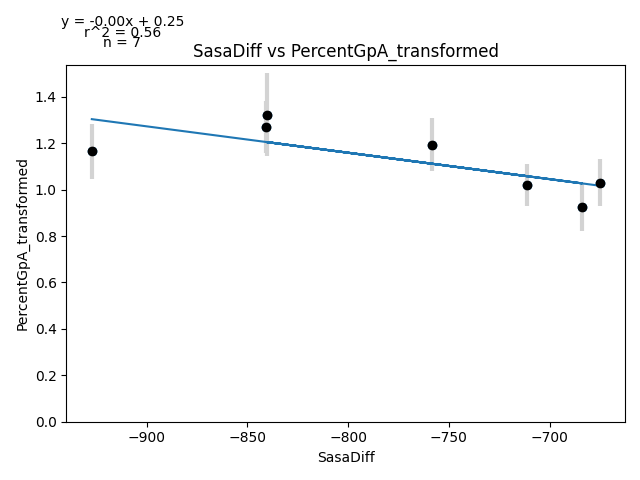 y = -0.00x + 0.25
r^2 = 0.56
n = 7
SasaDiff vs PercentGpA_transformed
PercentGpA_transformed
1.4
1.2
1.0
0.8
0.6
0.4
0.2
0.0
−900
−850
−800
−750
−700
SasaDiff